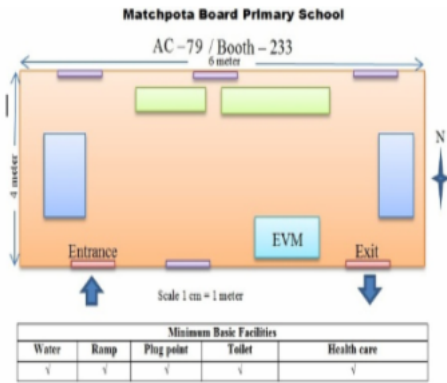 Matchpota Board Primary School
AC – 79 / Booth – 233
6 meter
4 meter
N
Entrance
EVM
Exit
Scale 1 cm = 1 meter
Minimum Basic Facilities
Water Ramp Plug point Toilet Health care
√ √ √ √ √